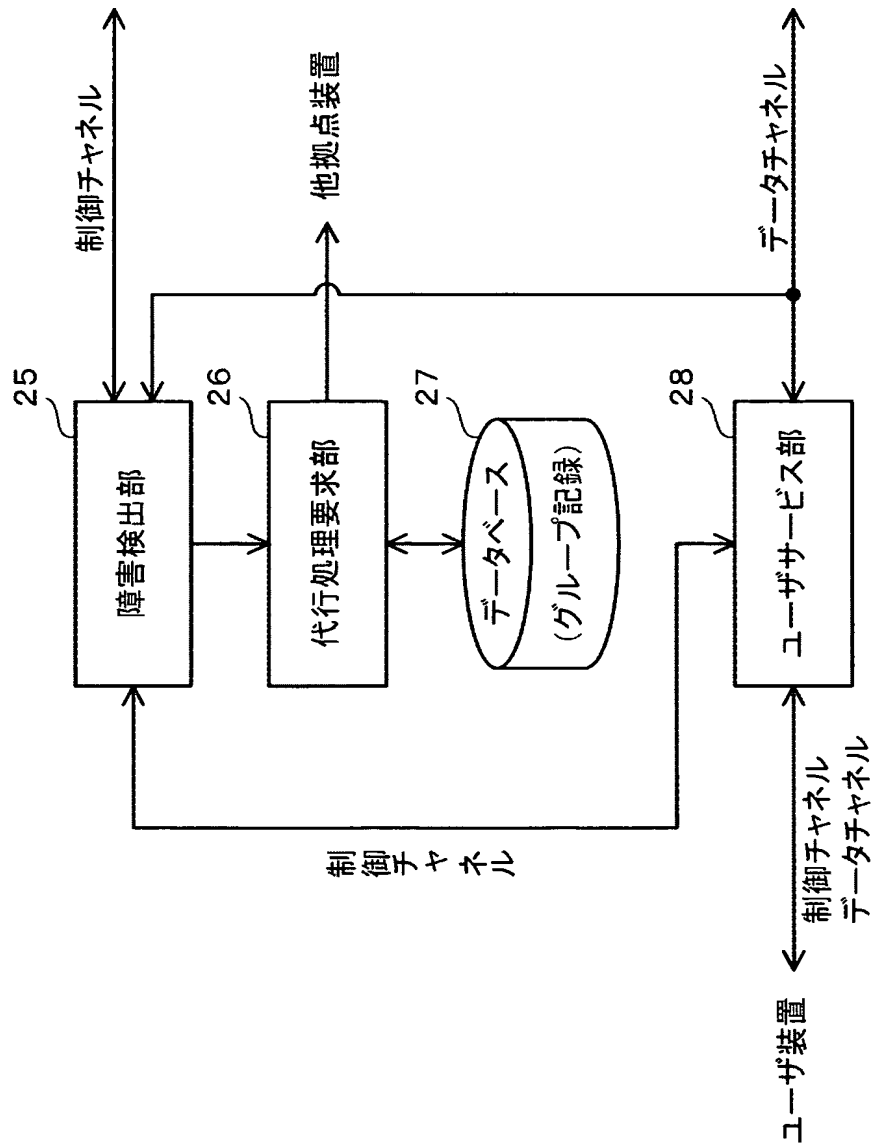 制御チャネル
25
障害検出部
他拠点装置
26
代行処理要求部
27
データベース
(グループ記録)
制御チャネル
データチャネル
28
ユーザサービス部
制御チャネル
データチャネル
ユーザ装置